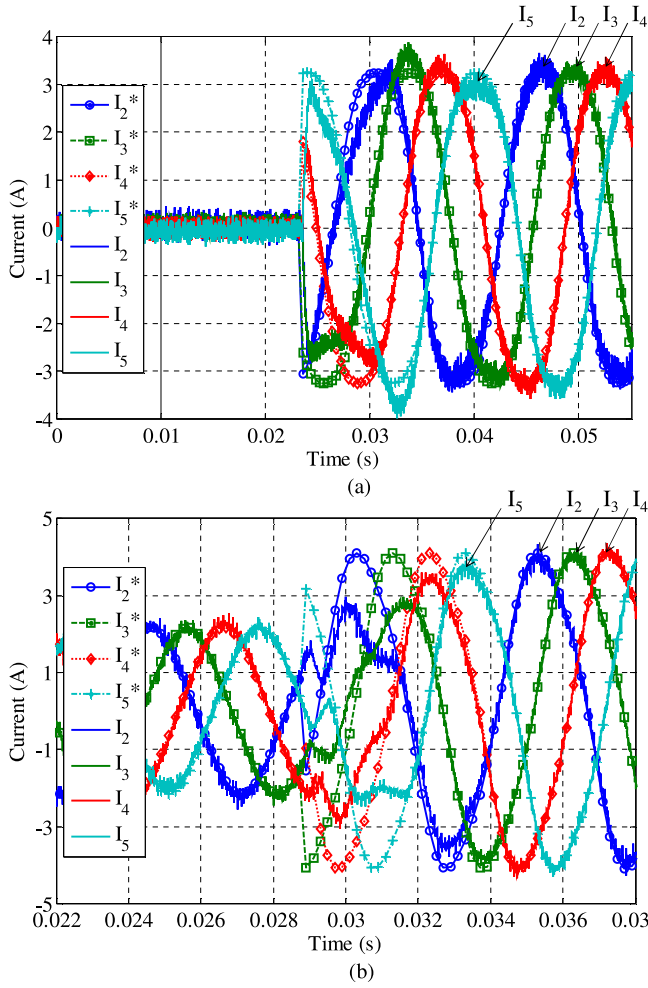 I₅ I₂ I₃ I₄
4
3
2
1
0
-1
-2
-3
-4
Current (A)
I₂*
I₃*
I₄*
I₅*
I₂
I₃
I₄
I₅
0 0.01 0.02 0.03 0.04 0.05
Time (s)
(a)
I₅ I₂ I₃ I₄
5
3
1
-1
-3
-5
Current (A)
I₂*
I₃*
I₄*
I₅*
I₂
I₃
I₄
I₅
0.022 0.024 0.026 0.028 0.03 0.032 0.034 0.036 0.038
Time (s)
(b)